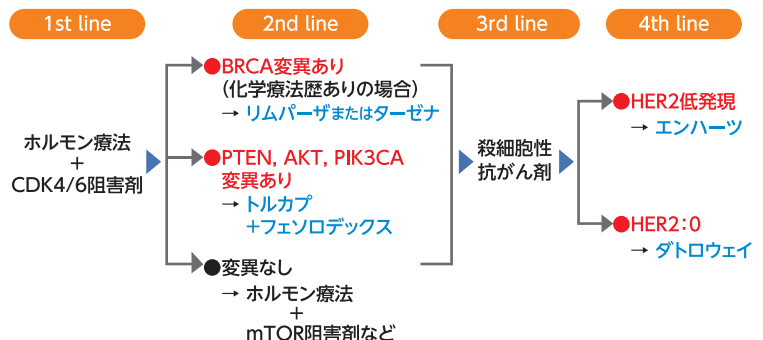 1st line
2nd line
3rd line
4th line
ホルモン療法
+
CDK4/6阻害剤
●BRCA変異あり
(化学療法歴ありの場合)
→ リムパーザまたはターゼナ
●PTEN, AKT, PIK3CA
変異あり
→ トルカプ
+フェソロデックス
●変異なし
→ ホルモン療法
+
mTOR阻害剤など
殺細胞性
抗がん剤
●HER2低発現
→ エンハーツ
●HER2:0
→ ダトロウェイ